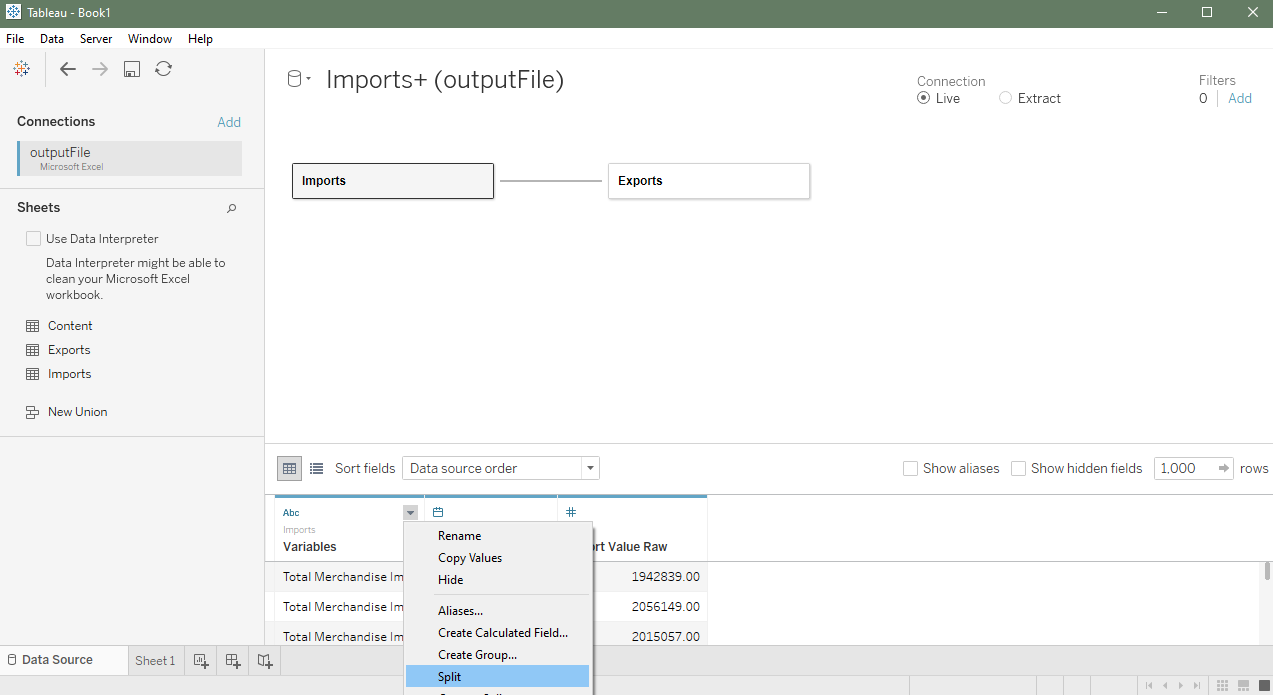 Tableau - Book1
File Data Server Window Help
Connections Add
outputFile
Microsoft Excel
Sheets
Use Data Interpreter
Data Interpreter might be able to
clean your Microsoft Excel
workbook.
Content
Exports
Imports
New Union
Imports+ (outputFile)
Connection
Live Extract
Filters
0 Add
Imports Exports
Sort fields Data source order Show aliases Show hidden fields 1,000 rows
Abc
Imports
Variables rt Value Raw
Total Merchandise Im 1942839.00
Total Merchandise Im 2056149.00
Total Merchandise Im 2015057.00
Rename
Copy Values
Hide
Aliases...
Create Calculated Field...
Create Group...
Split
Data Source Sheet 1